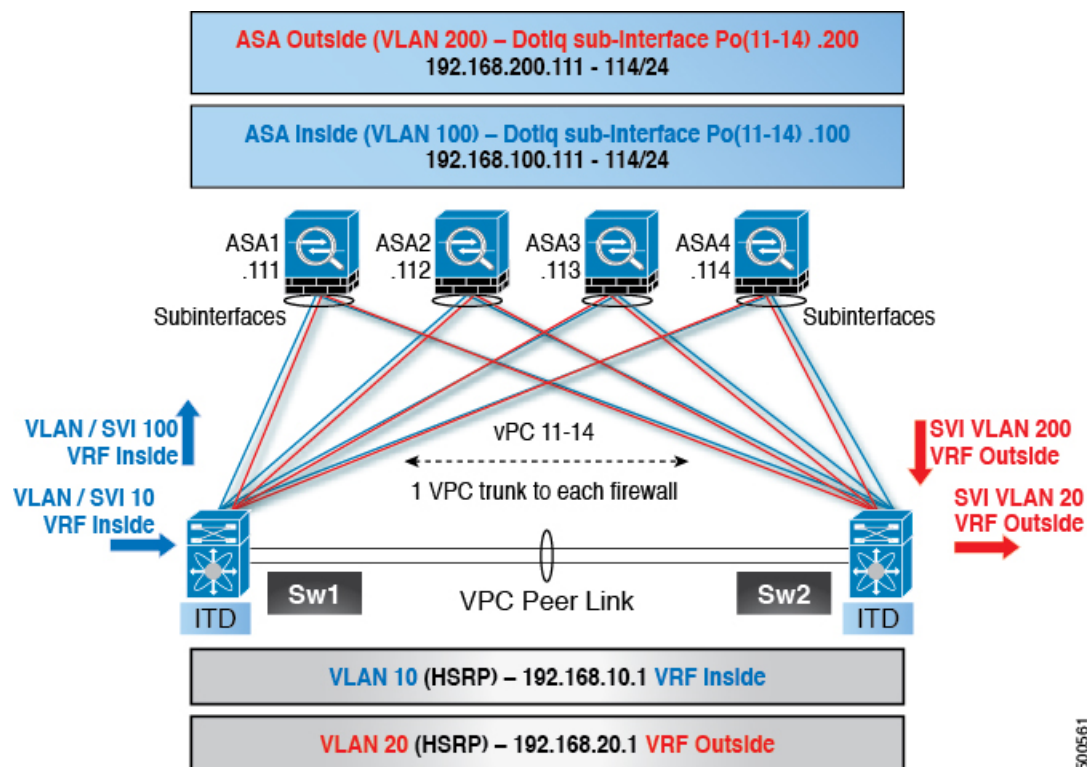 ASA Outside (VLAN 200) – Dotlq sub-Interface Po(11-14) .200
192.168.200.111 - 114/24
ASA Inside (VLAN 100) – Dotlq sub-Interface Po(11-14) .100
192.168.100.111 - 114/24
ASA1
.111
ASA2
.112
ASA3
.113
ASA4
.114
Subinterfaces
Subinterfaces
VLAN / SVI 100
VRF Inside
vPC 11-14
SVI VLAN 200
VRF Outside
1 VPC trunk to each firewall
VLAN / SVI 10
VRF Inside
SVI VLAN 20
VRF Outside
Sw1
VPC Peer Link
Sw2
ITD
ITD
VLAN 10 (HSRP) – 192.168.10.1 VRF Inside
VLAN 20 (HSRP) – 192.168.20.1 VRF Outside
500561